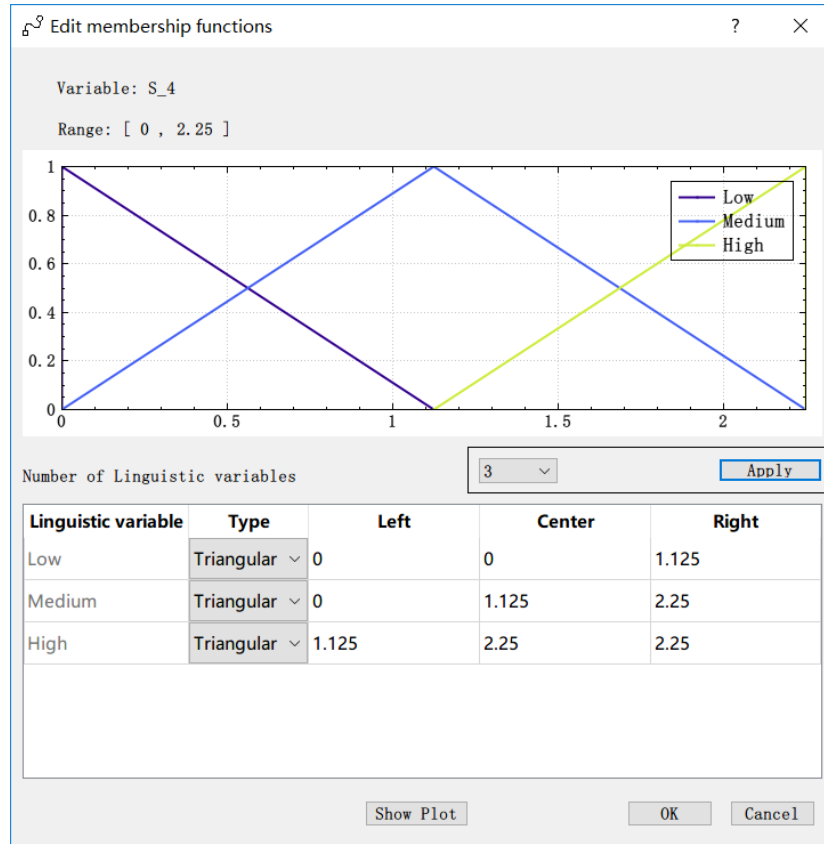 Edit membership functions ? ×
Variable: S_4
Range: [ 0 , 2.25 ]
1
0.8
0.6
0.4
0.2
0
0 0.5 1 1.5 2
Low
Medium
High
Number of Linguistic variables 3 Apply
Linguistic variable Type Left Center Right
Low Triangular 0 0 1.125
Medium Triangular 0 1.125 2.25
High Triangular 1.125 2.25 2.25
Show Plot OK Cancel